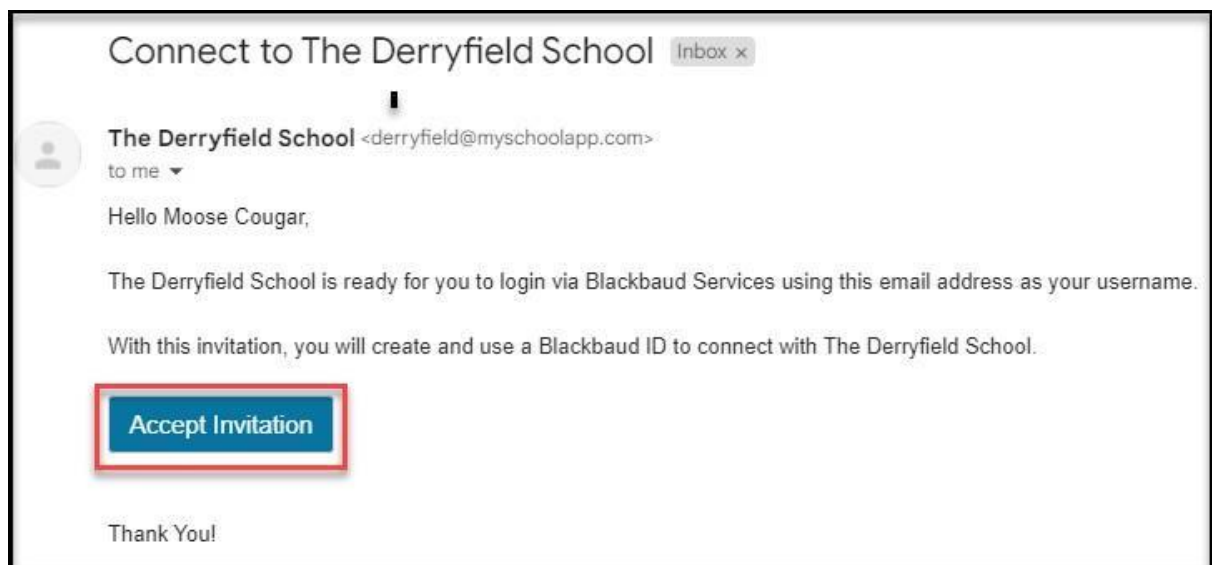 Connect to The Derryfield School Inbox ×
The Derryfield School <derryfield@myschoolapp.com>
to me
Hello Moose Cougar,
The Derryfield School is ready for you to login via Blackbaud Services using this email address as your username.
With this invitation, you will create and use a Blackbaud ID to connect with The Derryfield School.
Accept Invitation
Thank You!